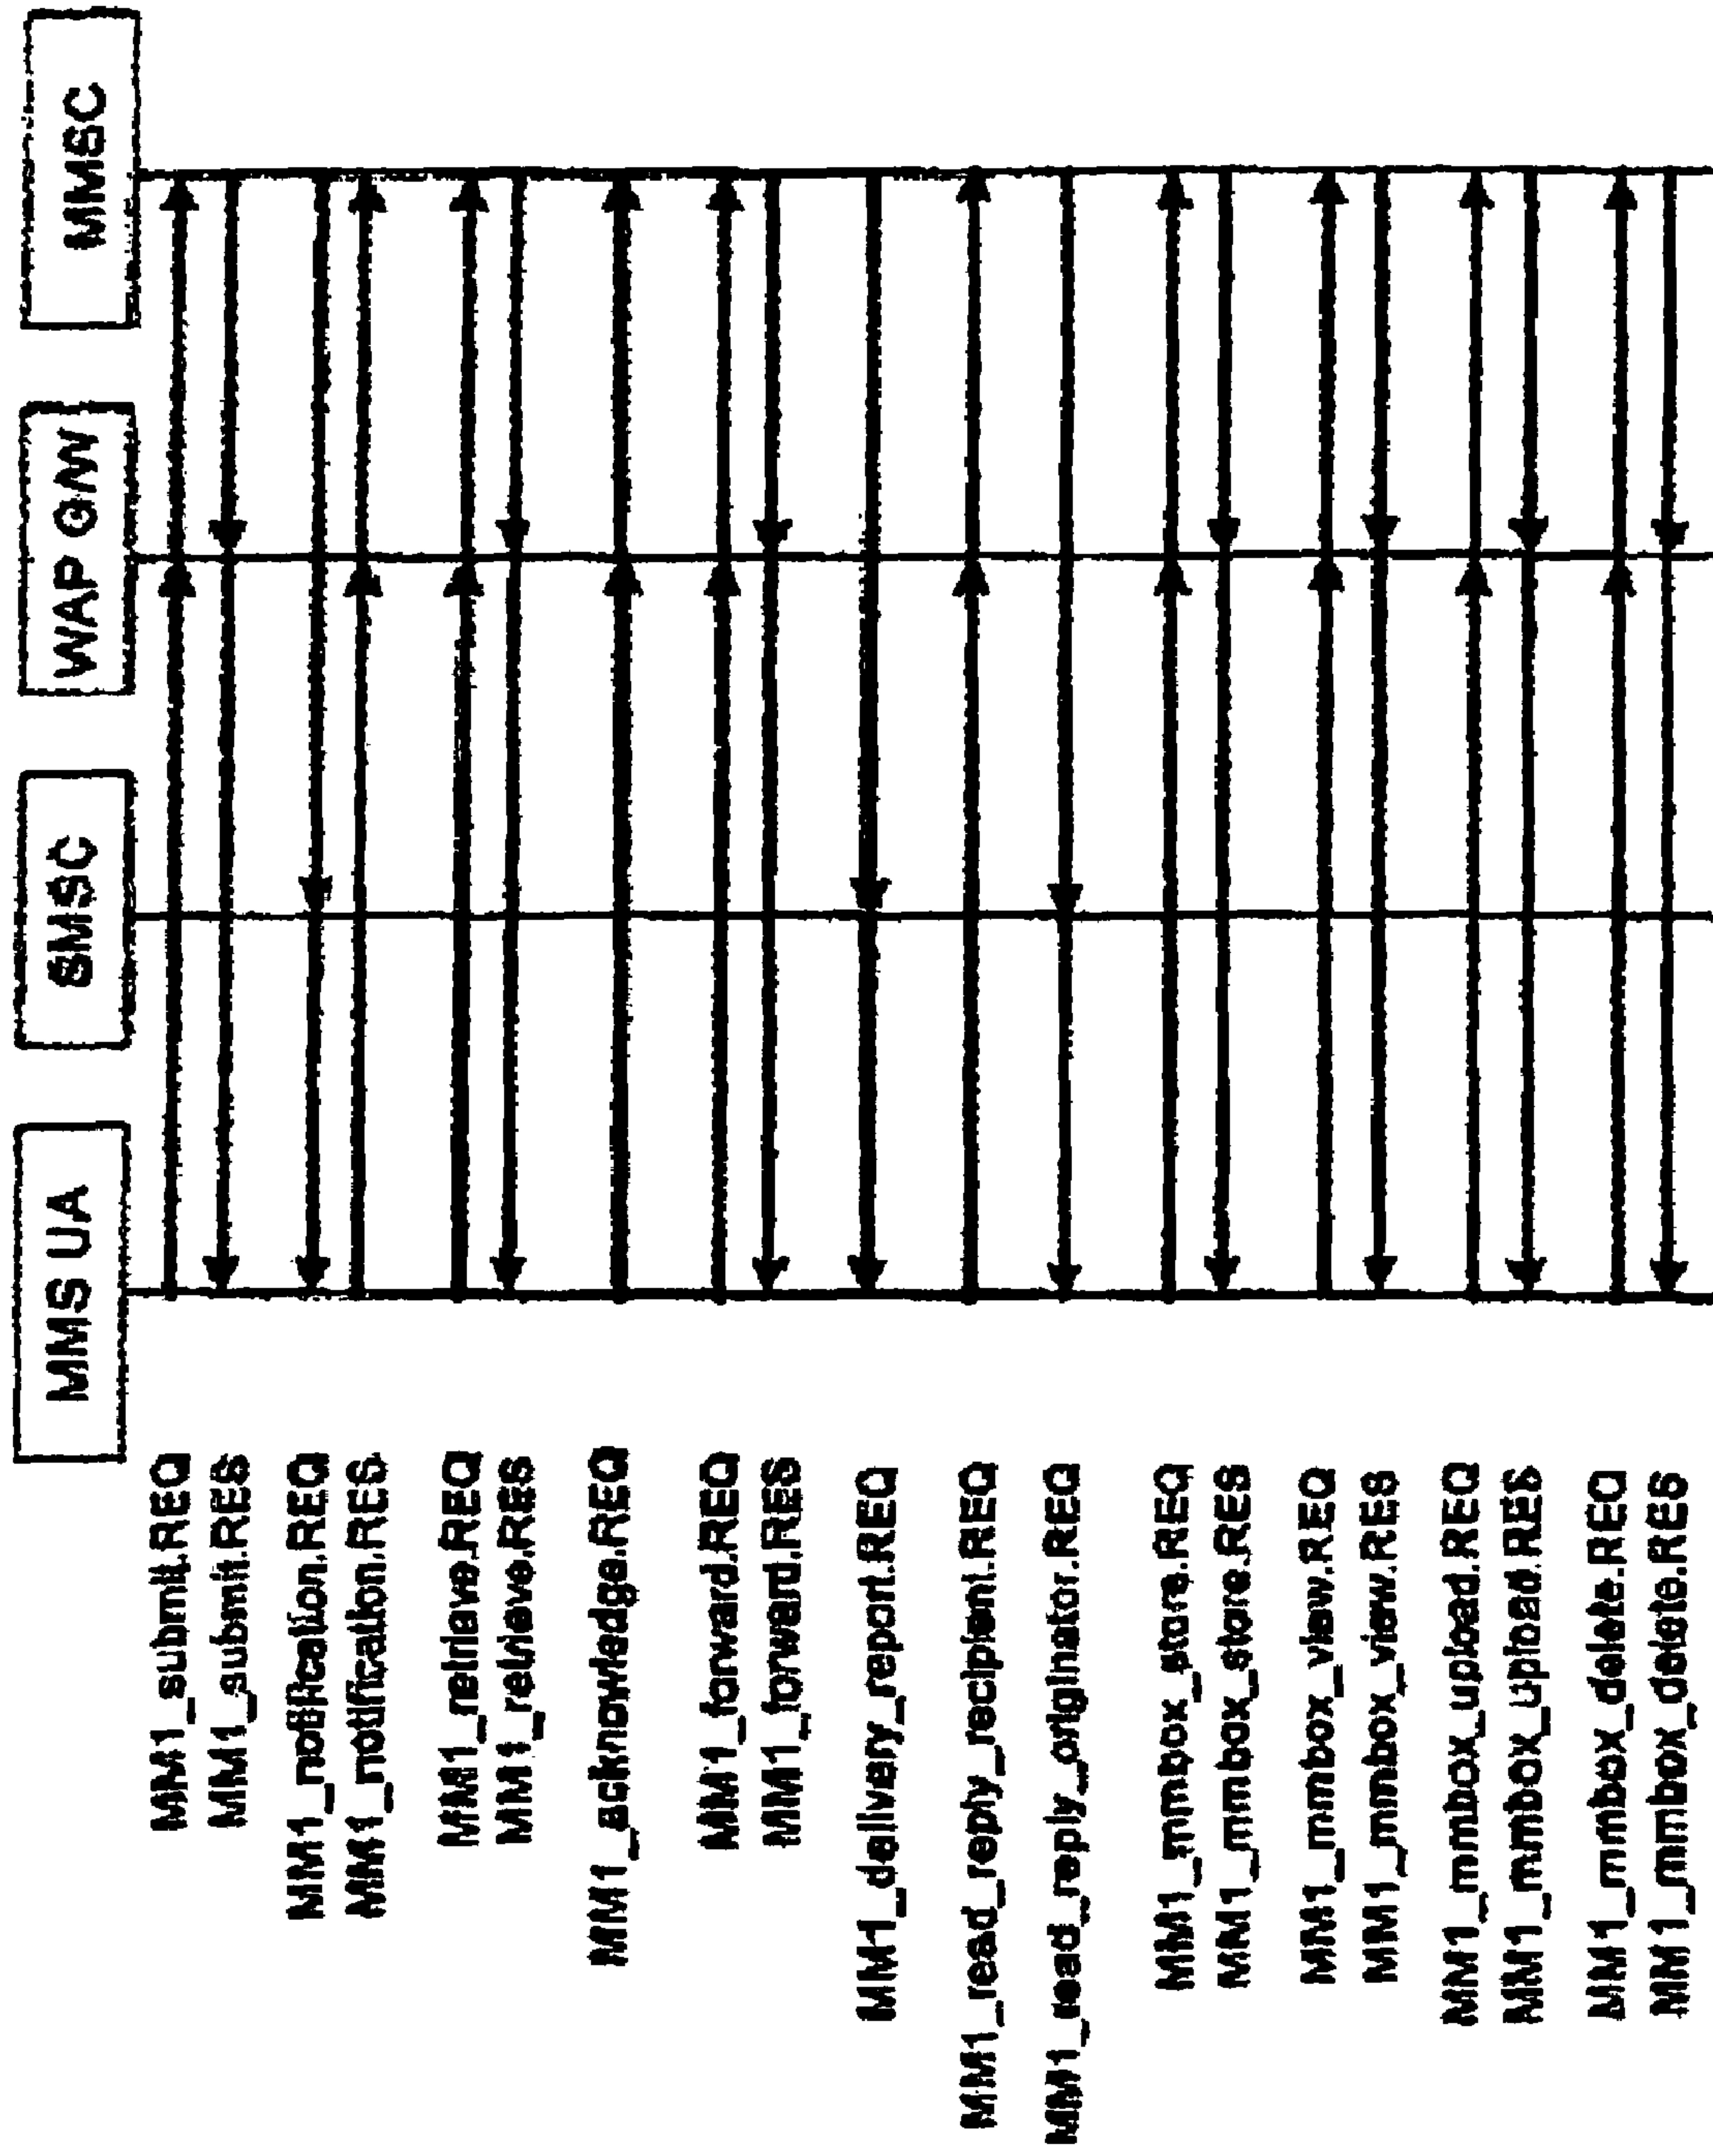 MMS UA
SMSC
WAP G/W
MMSC
MM1_submit.REQ
MM1_submit.RES
MM1_notification.REQ
MM1_notification.RES
MM1_retrieve.REQ
MM1_retrieve.RES
MM1_acknowledge.REQ
MM1_forward.REQ
MM1_forward.RES
MM1_delivery_report.REQ
MM1_read_reply_recipient.REQ
MM1_read_reply_originator.REQ
MM1_mmbox_store.REQ
MM1_mmbox_store.RES
MM1_mmbox_view.REQ
MM1_mmbox_view.RES
MM1_mmbox_upload.REQ
MM1_mmbox_upload.RES
MM1_mmbox_delete.REQ
MM1_mmbox_delete.RES